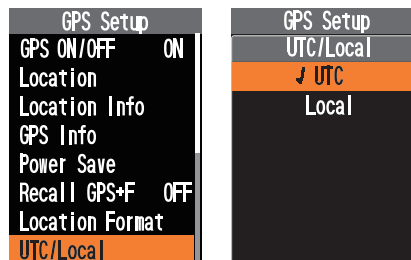 GPS Setup
GPS ON/OFF ON
Location
Location Info
GPS Info
Power Save
Recall GPS+F OFF
Location Format
UTC/Local
GPS Setup
UTC/Local
✓ UTC
Local